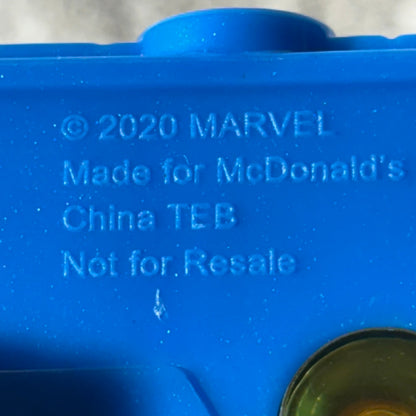 © 2020 MARVEL
Made for McDonald's
China TEB
Not for Resale